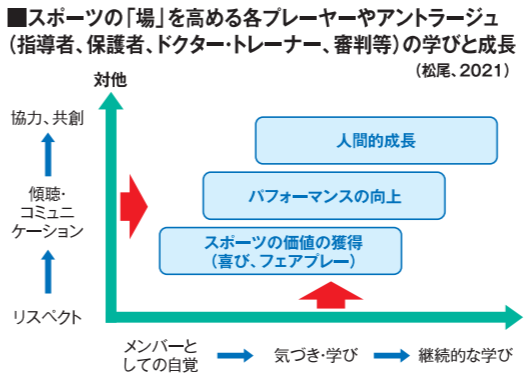 ■スポーツの「場」を高める各プレーヤーやアントラージュ
（指導者、保護者、ドクター・トレーナー、審判等）の学びと成長
（松尾、2021）
対他
協力、共創
人間的成長
傾聴・
コミュニ
ケーション
パフォーマンスの向上
スポーツの価値の獲得
（喜び、フェアプレー）
リスペクト
メンバーと
しての自覚
気づき・学び
継続的な学び